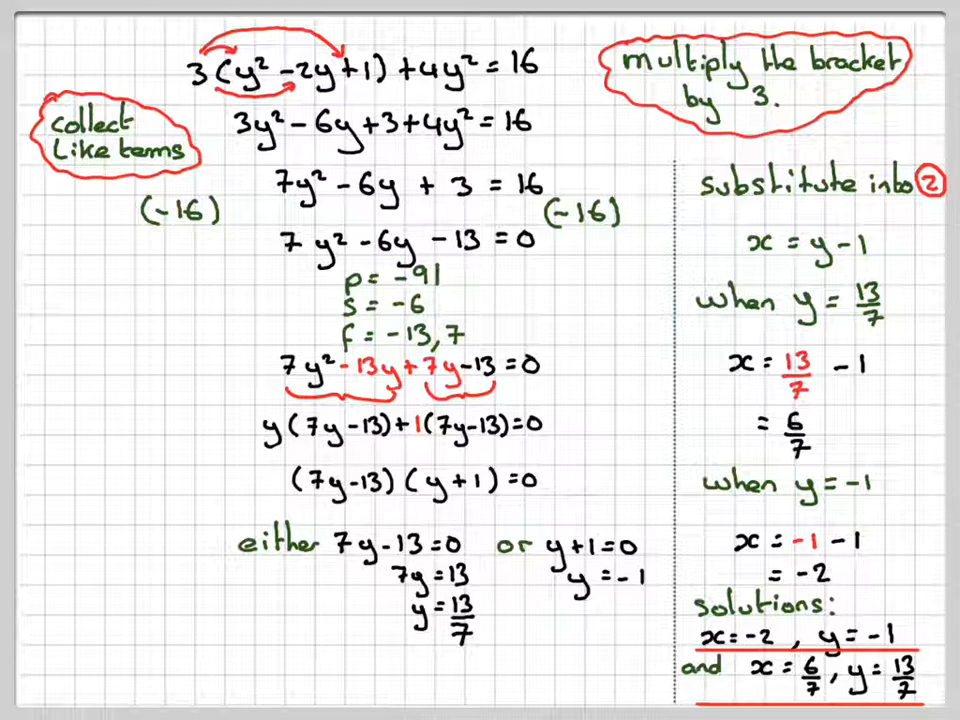 3(y² - 2y + 1) + 4y² = 16
multiply the bracket
by 3.
collect
Like terms
3y² - 6y + 3 + 4y² = 16
7y² - 6y + 3 = 16
(-16) (-16)
7y² - 6y - 13 = 0
p = -91
s = -6
f = -13, 7
7y² - 13y + 7y - 13 = 0
y(7y - 13) + 1(7y - 13) = 0
(7y - 13)(y + 1) = 0
either 7y - 13 = 0 or y + 1 = 0
7y = 13 y = -1
y = 13/7
substitute into 2
x = y - 1
when y = 13/7
x = 13/7 - 1
= 6/7
when y = -1
x = -1 - 1
= -2
solutions:
x = -2, y = -1
and x = 6/7, y = 13/7